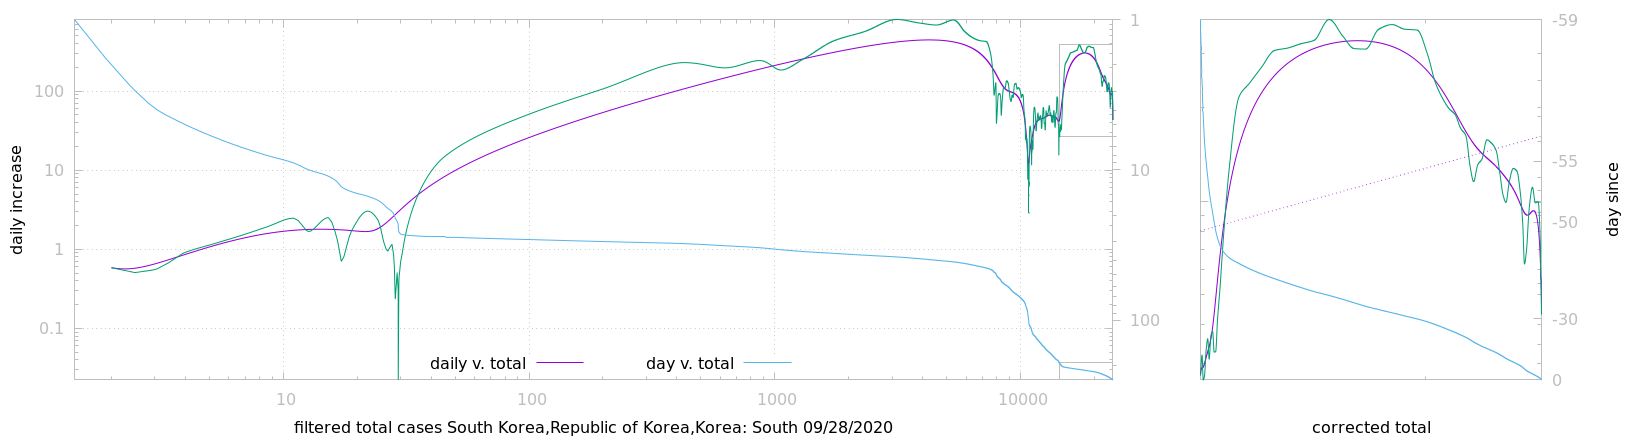 1
-59
100
-55
10
10
-50
daily increase
day since
1
100
-30
0.1
daily v. total
day v. total
0
10
100
1000
10000
filtered total cases South Korea,Republic of Korea,Korea: South 09/28/2020
corrected total